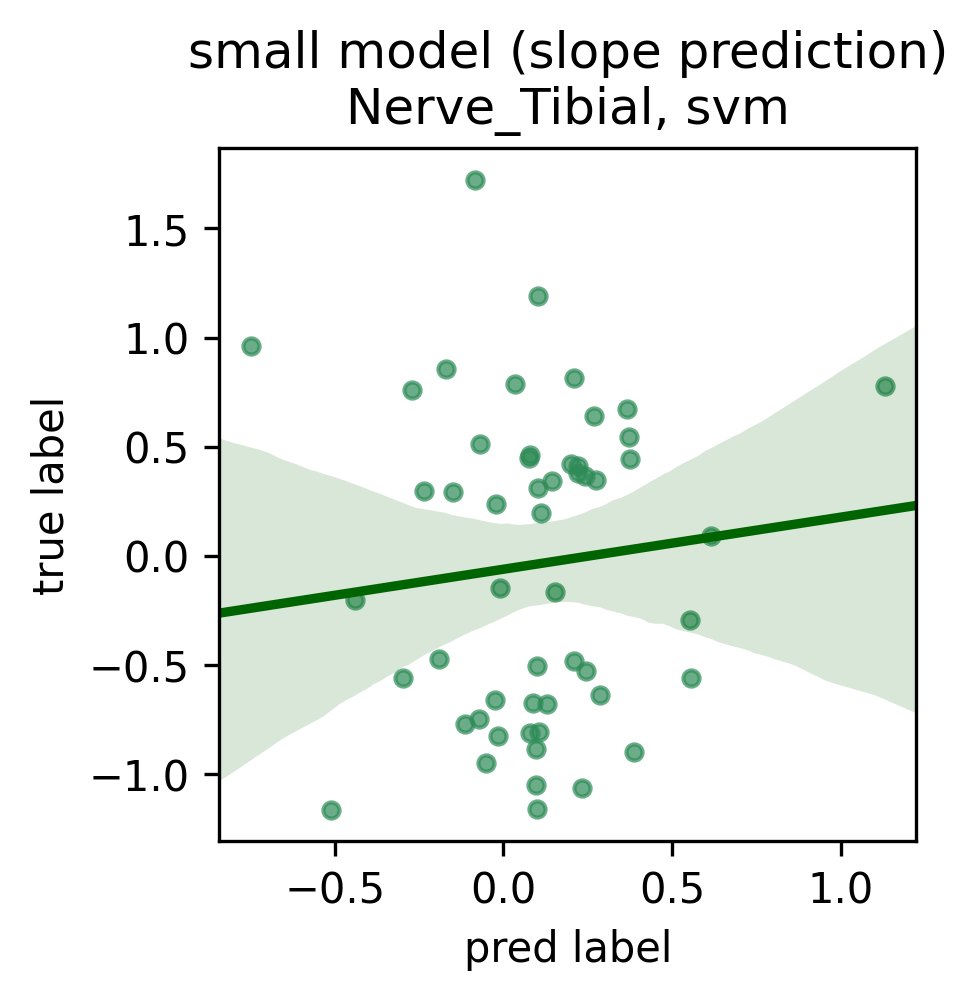 small model (slope prediction)
Nerve_Tibial, svm
1.5
1.0
0.5
0.0
−0.5
−1.0
true label
−0.5
0.0
0.5
1.0
pred label